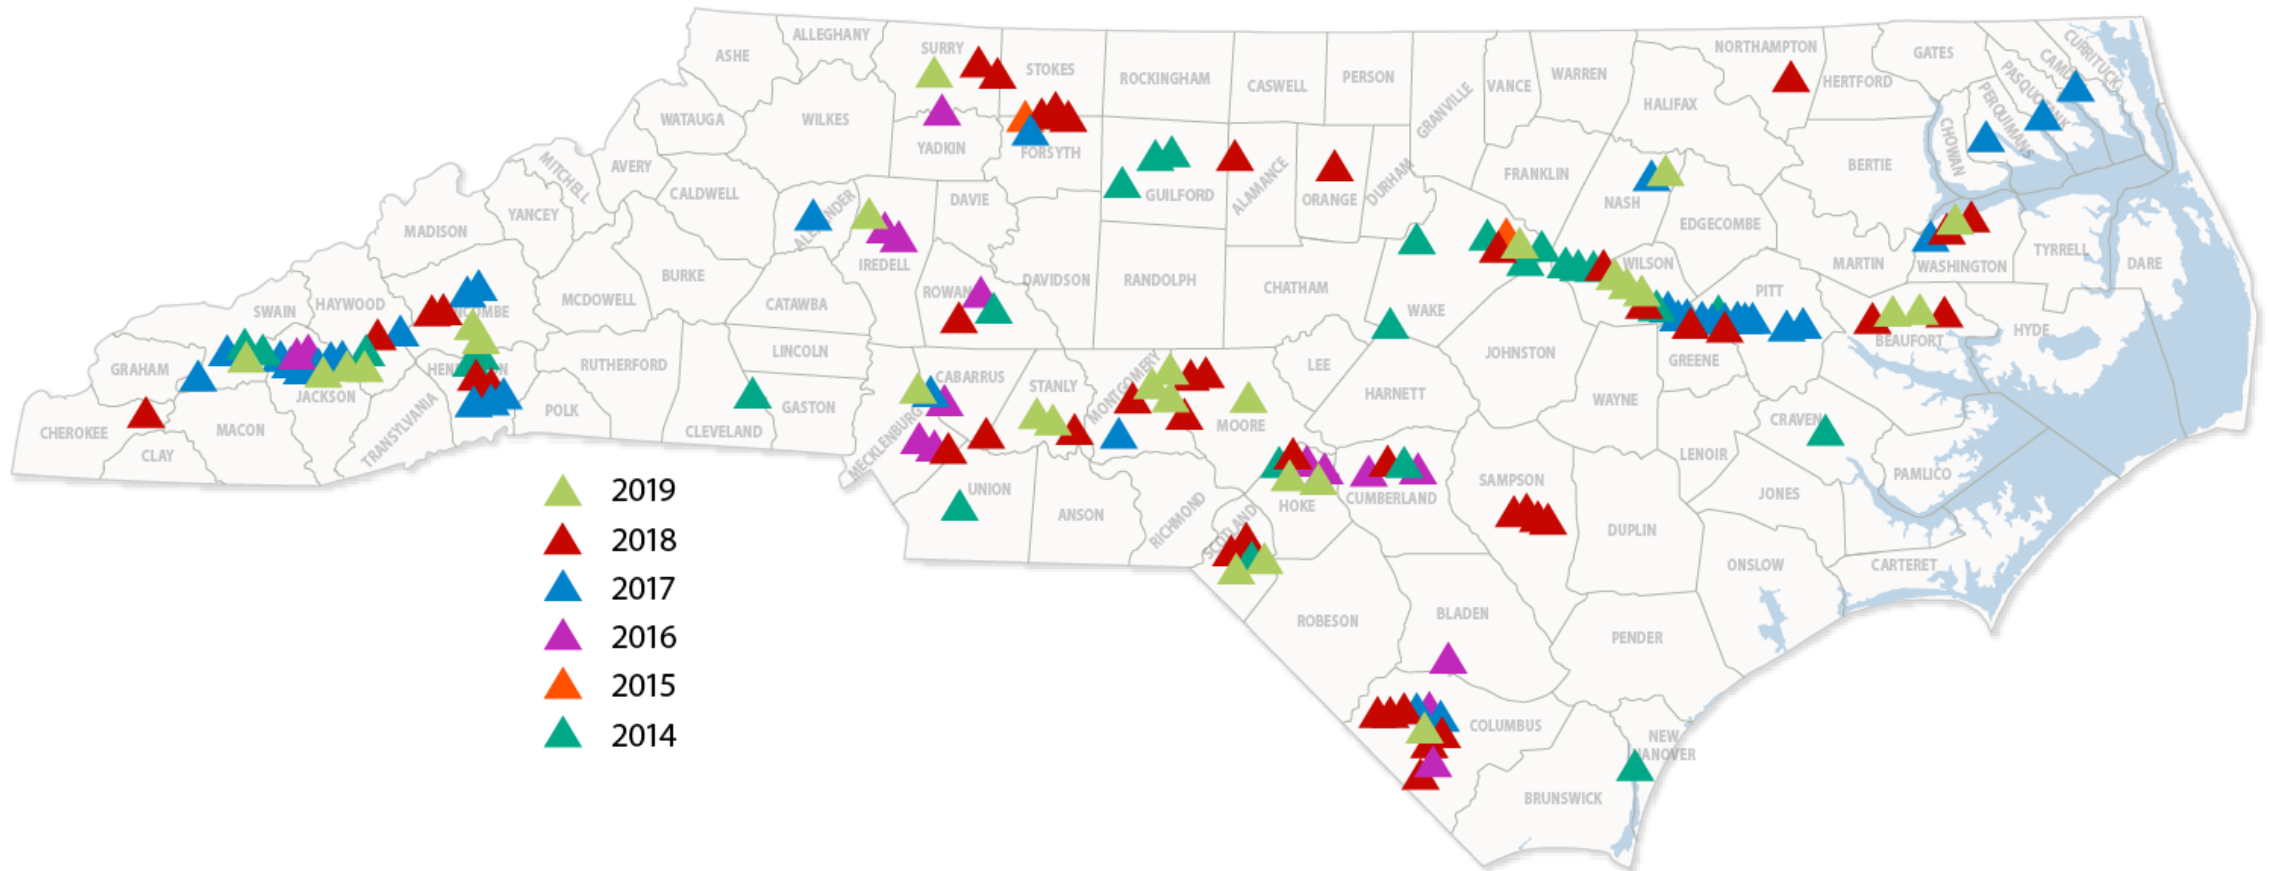 ALLEGHANY
ASHE
SURRY
STOKES
ROCKINGHAM
CASWELL
PERSON
GRANVILLE
VANCE
WARREN
NORTHAMPTON
HERTFORD
GATES
CURRITUCK
PASQUOTANK
PERQUIMANS
CHOWAN
HALIFAX
WATAUGA
WILKES
YADKIN
FORSYTH
GUILFORD
ALAMANCE
ORANGE
DURHAM
FRANKLIN
NASH
EDGECOMBE
BERTIE
MITCHELL
AVERY
YANCEY
CALDWELL
MADISON
IREDELL
DAVIE
DAVIDSON
RANDOLPH
CHATHAM
WAKE
WILSON
PITT
MARTIN
WASHINGTON
TYRRELL
DARE
BURKE
MCDOWELL
CATAWBA
ROWAN
SWAIN
HAYWOOD
COMBE
GRAHAM
JACKSON
HEN
RUTHERFORD
LINCOLN
CABARRUS
STANLY
MONTGOMERY
LEE
HARNETT
JOHNSTON
GREENE
WAYNE
BEAUFORT
HYDE
CHEROKEE
CLAY
MACON
TRANSYLVANIA
POLK
CLEVELAND
GASTON
MECKLENBURG
UNION
ANSON
RICHMOND
MOORE
HOKE
SCOTLAND
CUMBERLAND
SAMPSON
LENOIR
CRAVEN
PAMLICO
JONES
DUPLIN
ONSLOW
CARTERET
ROBESON
BLADEN
PENDER
COLUMBUS
NEW
HANOVER
BRUNSWICK
2019
2018
2017
2016
2015
2014